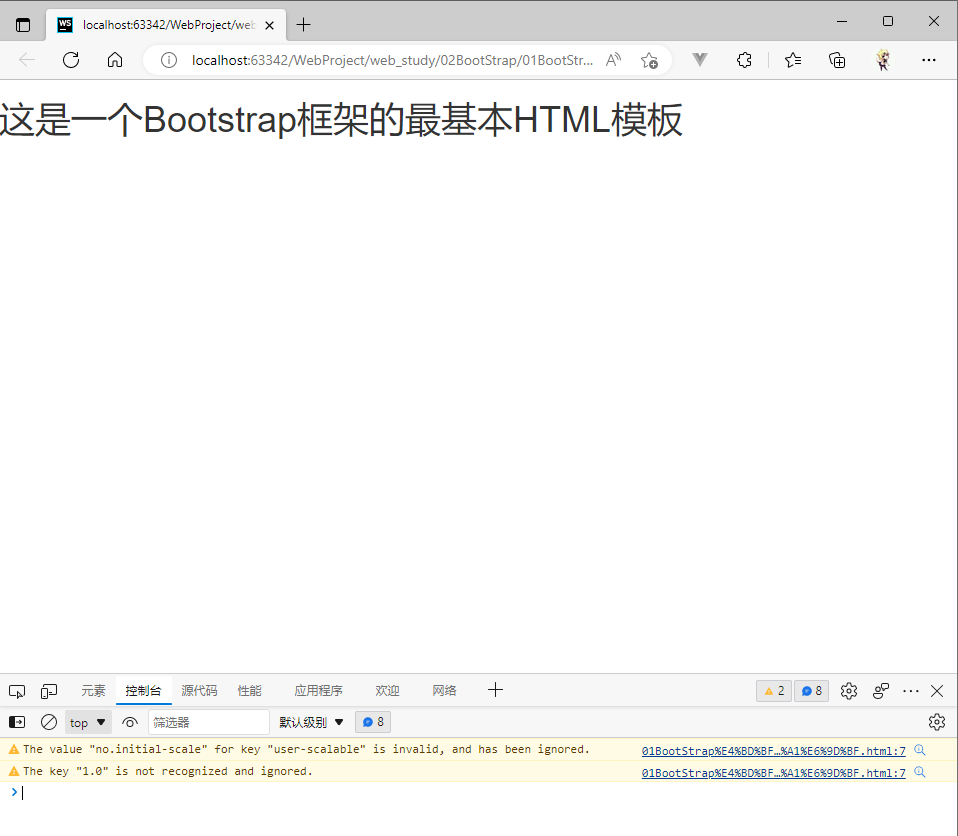 WS localhost:63342/WebProject/web
localhost:63342/WebProject/web_study/02BootStrap/01BootStr...
这是一个Bootstrap框架的最基本HTML模板
元素 控制台 源代码 性能 应用程序 欢迎 网络 2 8
top 筛选器 默认级别 8
The value "no.initial-scale" for key "user-scalable" is invalid, and has been ignored. 01BootStrap%E4%BD%BF…%A1%E6%9D%BF.html:7
The key "1.0" is not recognized and ignored. 01BootStrap%E4%BD%BF…%A1%E6%9D%BF.html:7